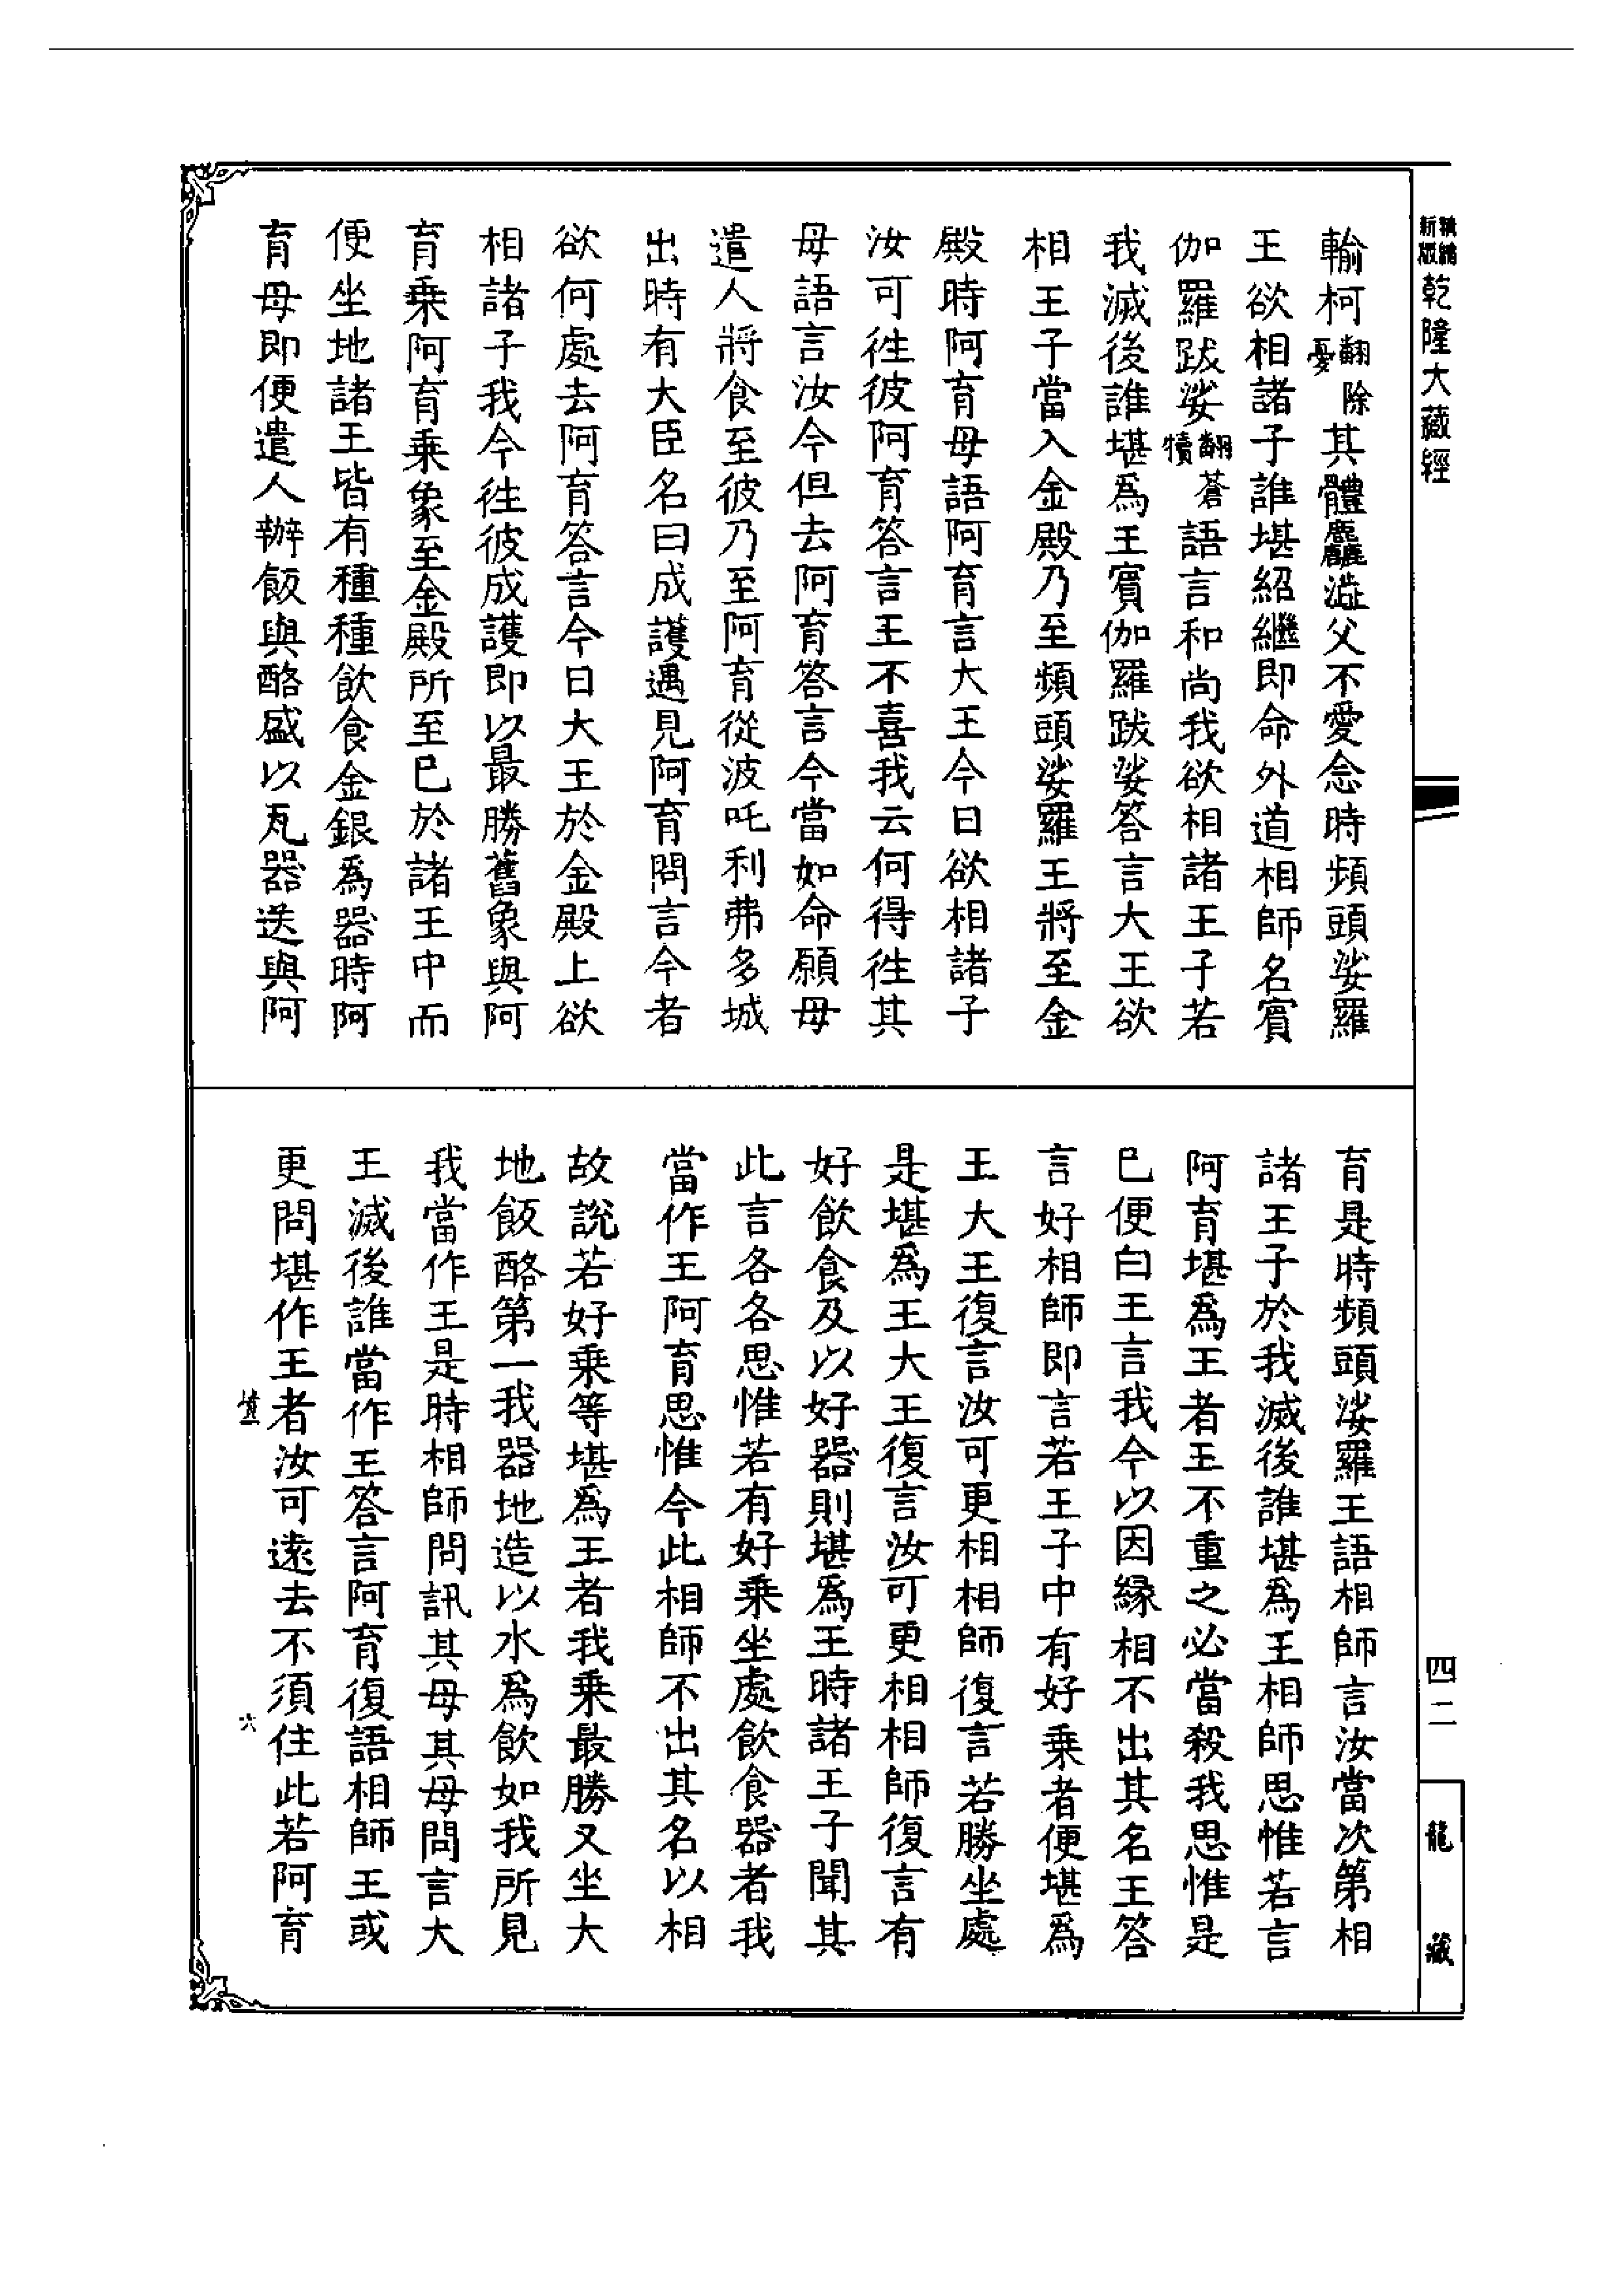 新版精編乾隆大藏經
輸柯翻除憂其體麤澁父不愛念時頻頭娑羅
王欲相諸子誰堪紹繼即命外道相師名賓
伽羅跋娑翻蒼犢語言和尚我欲相諸王子若
我滅後誰堪爲王賓伽羅跋娑答言大王欲
相王子當入金殿乃至頻頭娑羅王將至金
殿時阿育母語阿育言大王今日欲相諸子
汝可往彼阿育答言王不喜我云何得往其
母語言汝今但去阿育答言今當如命願母
遣人將食至彼乃至阿育從波吒利弗多城
出時有大臣名曰成護遇見阿育問言今者
欲何處去阿育答言今日大王於金殿上欲
相諸子我今往彼成護即以最勝舊象與阿
育乗阿育乗象至金殿所至已於諸王中而
便坐地諸王皆有種種飲食金銀爲器時阿
育母即便遣人辦飯與酪盛以瓦器送與阿
育是時頻頭娑羅王語相師言汝當次第相
諸王子於我滅後誰堪爲王相師思惟若言
阿育堪爲王者王不重之必當殺我思惟是
已便白王言我今以因縁相不出其名王答
言好相師即言若王子中有好乗者便堪爲
王大王復言汝可更相相師復言若勝坐處
是堪爲王大王復言汝可更相相師復言有
好飲食及以好器則堪爲王時諸王子聞其
此言各各思惟若有好乗坐處飲食器者我
當作王阿育思惟今此相師不出其名以相
故說若好乗等堪爲王者我乗最勝又坐大
地飯酪第一我器地造以水爲飲如我所見
我當作王是時相師問訊其母其母問言大
王滅後誰當作王答言阿育復語相師王或
更問堪作王者汝可遠去不須住此若阿育
六
四二
龍藏